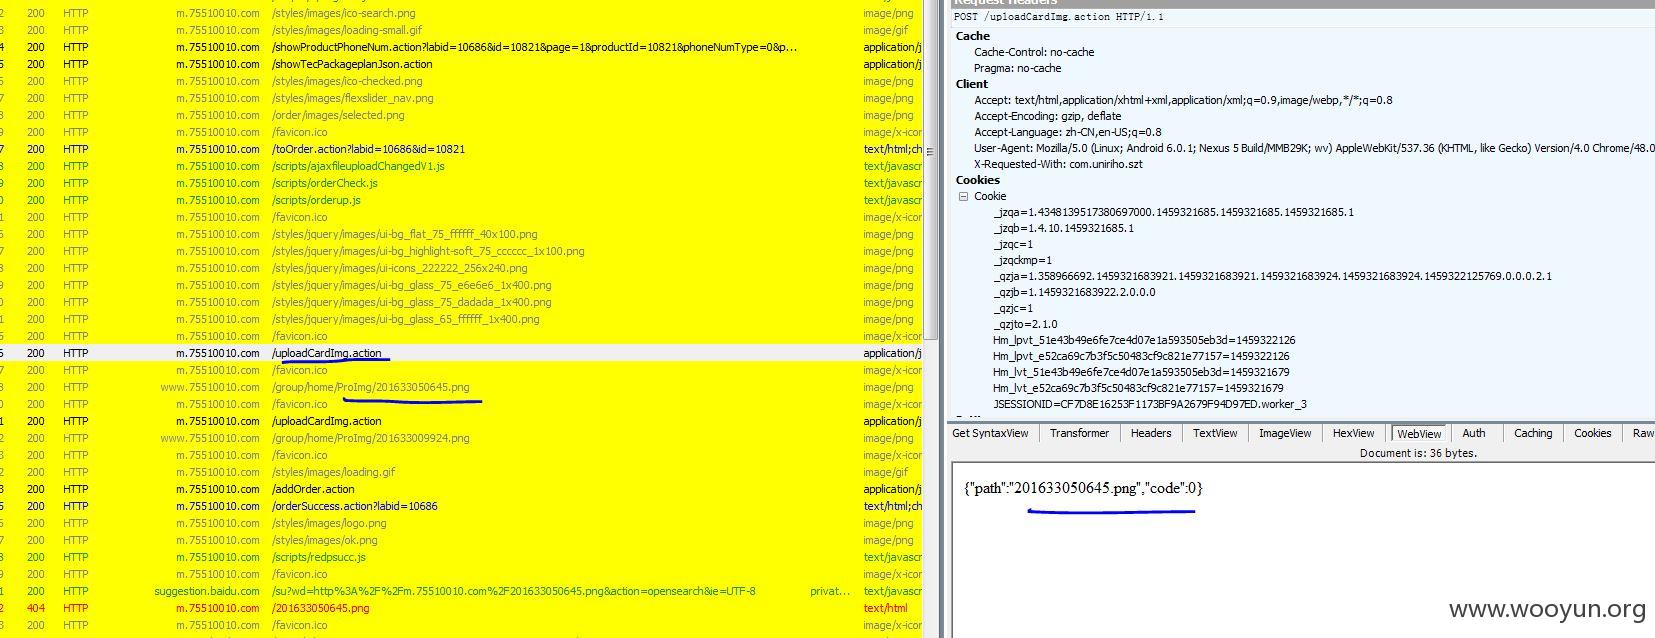 200 HTTP m.75510010.com /styles/images/ico-search.png image/png
200 HTTP m.75510010.com /styles/images/loading-small.gif image/gif
4 200 HTTP m.75510010.com /showProductPhoneNum.action?labid=10686&id=10821&page=1&productId=10821&phoneNumType=0&p... application/j
5 200 HTTP m.75510010.com /showTecPackageplanJson.action application/j
200 HTTP m.75510010.com /styles/images/ico-checked.png image/png
7 200 HTTP m.75510010.com /styles/images/flexslider_nav.png image/png
200 HTTP m.75510010.com /order/images/selected.png image/png
200 HTTP m.75510010.com /favicon.ico image/x-icor
7 200 HTTP m.75510010.com /toOrder.action?labid=10686&id=10821 text/html;ch
200 HTTP m.75510010.com /scripts/ajaxfileuploadChangedV1.js text/javascr
200 HTTP m.75510010.com /scripts/orderCheck.js text/javascr
200 HTTP m.75510010.com /scripts/orderup.js text/javascr
200 HTTP m.75510010.com /favicon.ico image/x-icor
200 HTTP m.75510010.com /styles/jquery/images/ui-bg_flat_75_ffffff_40x100.png image/png
7 200 HTTP m.75510010.com /styles/jquery/images/ui-bg_highlight-soft_75_cccccc_1x100.png image/png
200 HTTP m.75510010.com /styles/jquery/images/ui-icons_222222_256x240.png image/png
200 HTTP m.75510010.com /styles/jquery/images/ui-bg_glass_75_e6e6e6_1x400.png image/png
200 HTTP m.75510010.com /styles/jquery/images/ui-bg_glass_75_dadada_1x400.png image/png
200 HTTP m.75510010.com /styles/jquery/images/ui-bg_glass_65_ffffff_1x400.png image/png
200 HTTP m.75510010.com /favicon.ico image/x-icor
200 HTTP m.75510010.com /uploadCardImg.action application/j
7 200 HTTP m.75510010.com /favicon.ico image/x-icor
200 HTTP www.75510010.com /group/home/ProImg/201633050645.png image/png
200 HTTP m.75510010.com /favicon.ico image/x-icor
1 200 HTTP m.75510010.com /uploadCardImg.action application/j
2 200 HTTP www.75510010.com /group/home/ProImg/201633009924.png image/png
200 HTTP m.75510010.com /favicon.ico image/x-icor
2 200 HTTP m.75510010.com /styles/images/loading.gif image/gif
3 200 HTTP m.75510010.com /addOrder.action application/j
5 200 HTTP m.75510010.com /orderSuccess.action?labid=10686 text/html;ch
200 HTTP m.75510010.com /styles/images/logo.png image/png
7 200 HTTP m.75510010.com /styles/images/ok.png image/png
200 HTTP m.75510010.com /scripts/redpsucc.js text/javascr
200 HTTP m.75510010.com /favicon.ico image/x-icor
1 200 HTTP suggestion.baidu.com /su?wd=http%3A%2F%2Fm.75510010.com%2F201633050645.png&action=opensearch&ie=UTF-8 privat... text/javascr
2 404 HTTP m.75510010.com /201633050645.png text/html
200 HTTP m.75510010.com /favicon.ico image/x-icor
Request Headers
POST /uploadCardImg.action HTTP/1.1
Cache
Cache-Control: no-cache
Pragma: no-cache
Client
Accept: text/html,application/xhtml+xml,application/xml;q=0.9,image/webp,*/*;q=0.8
Accept-Encoding: gzip, deflate
Accept-Language: zh-CN,en-US;q=0.8
User-Agent: Mozilla/5.0 (Linux; Android 6.0.1; Nexus 5 Build/MMB29K; wv) AppleWebKit/537.36 (KHTML, like Gecko) Version/4.0 Chrome/48.0
X-Requested-With: com.uniriho.szt
Cookies
Cookie
_jzqa=1.4348139517380697000.1459321685.1459321685.1459321685.1
_jzqb=1.4.10.1459321685.1
_jzqc=1
_jzqckmp=1
_qzja=1.358966692.1459321683921.1459321683921.1459321683924.1459321683924.1459322125769.0.0.0.2.1
_qzjb=1.1459321683922.2.0.0.0
_qzjc=1
_qzjto=2.1.0
Hm_lpvt_51e43b49e6fe7ce4d07e1a593505eb3d=1459322126
Hm_lpvt_e52ca69c7b3f5c50483cf9c821e77157=1459322126
Hm_lvt_51e43b49e6fe7ce4d07e1a593505eb3d=1459321679
Hm_lvt_e52ca69c7b3f5c50483cf9c821e77157=1459321679
JSESSIONID=CF7D8E16253F1173BF9A2679F94D97ED.worker_3
Get SyntaxView Transformer Headers TextView ImageView HexView WebView Auth Caching Cookies Raw
Document is: 36 bytes.
{"path":"201633050645.png","code":0}
www.wooyun.org